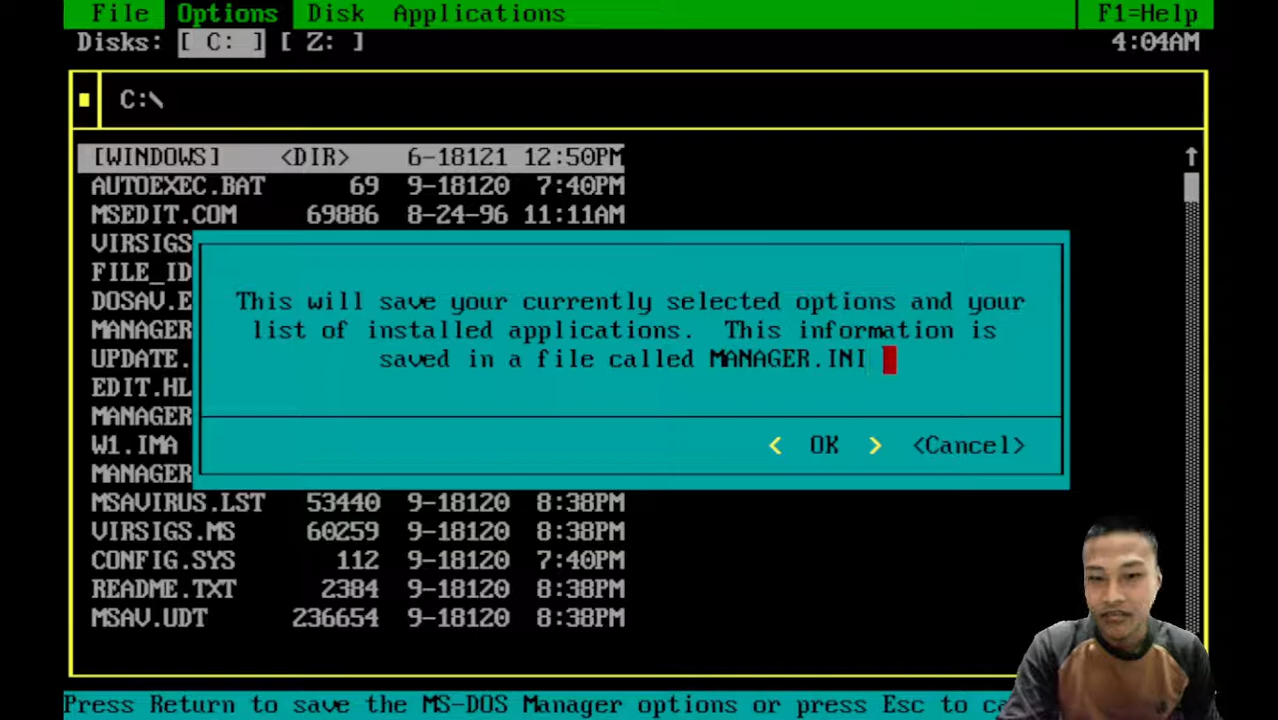 File Options Disk Applications F1=Help
Disks: [ C: ] [ Z: ] 4:04AM
C:\
[WINDOWS] <DIR> 6-18121 12:50PM
AUTOEXEC.BAT 69 9-18120 7:40PM
MSEDIT.COM 69886 8-24-96 11:11AM
VIRSIGS
FILE_ID
DOSAV.E
MANAGER
UPDATE.
EDIT.HL
MANAGER
W1.IMA
MANAGER
This will save your currently selected options and your
list of installed applications. This information is
saved in a file called MANAGER.INI
< OK > <Cancel>
MSAVIRUS.LST 53440 9-18120 8:38PM
VIRSIGS.MS 60259 9-18120 8:38PM
CONFIG.SYS 112 9-18120 7:40PM
README.TXT 2384 9-18120 8:38PM
MSAV.UDT 236654 9-18120 8:38PM
Press Return to save the MS-DOS Manager options or press Esc to ca